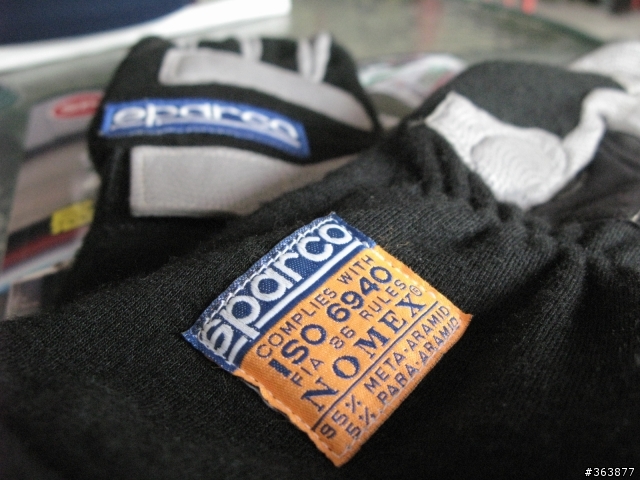 sparco
sparco
COMPLIES WITH
ISO 6940
FIA 86 RULES
NOMEX®
95% META-ARAMID
5% PARA-ARAMID
#363877